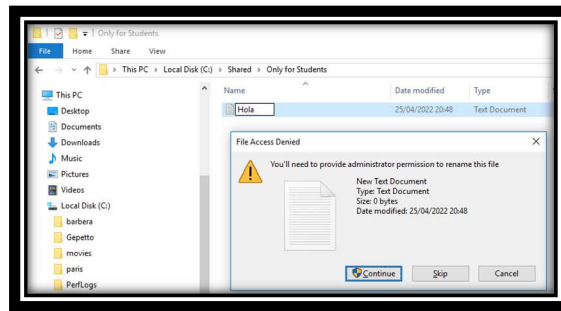 Only for Students
File Home Share View
This PC > Local Disk (C:) > Shared > Only for Students
Name Date modified Type
Hola 25/04/2022 20:48 Text Document
This PC
Desktop
Documents
Downloads
Music
Pictures
Videos
Local Disk (C:)
barbera
Gepetto
movies
paris
PerfLogs
File Access Denied
You'll need to provide administrator permission to rename this file
New Text Document
Type: Text Document
Size: 0 bytes
Date modified: 25/04/2022 20:48
Continue Skip Cancel